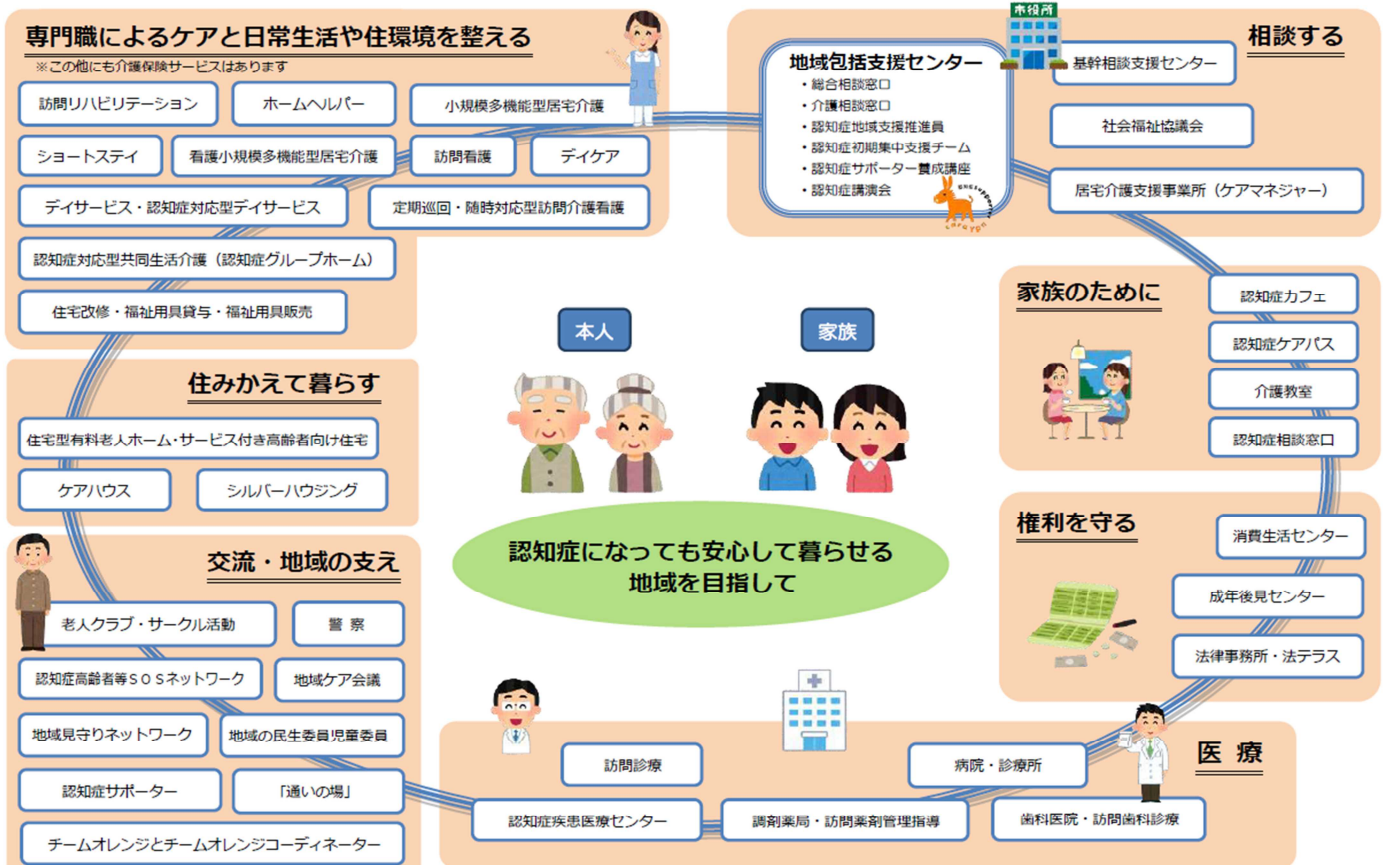 専門職によるケアと日常生活や住環境を整える
※この他にも介護保険サービスはあります
訪問リハビリテーション
ホームヘルパー
小規模多機能型居宅介護
ショートステイ
看護小規模多機能型居宅介護
訪問看護
デイケア
デイサービス・認知症対応型デイサービス
定期巡回・随時対応型訪問介護看護
認知症対応型共同生活介護（認知症グループホーム）
住宅改修・福祉用具貸与・福祉用具販売
住みかえて暮らす
住宅型有料老人ホーム・サービス付き高齢者向け住宅
ケアハウス
シルバーハウジング
交流・地域の支え
老人クラブ・サークル活動
警 察
認知症高齢者等ＳＯＳネットワーク
地域ケア会議
地域見守りネットワーク
地域の民生委員児童委員
認知症サポーター
「通いの場」
チームオレンジとチームオレンジコーディネーター
市役所
相談する
地域包括支援センター
・総合相談窓口
・介護相談窓口
・認知症地域支援推進員
・認知症初期集中支援チーム
・認知症サポーター養成講座
・認知症講演会
基幹相談支援センター
社会福祉協議会
居宅介護支援事業所（ケアマネジャー）
家族のために
認知症カフェ
認知症ケアパス
介護教室
認知症相談窓口
権利を守る
消費生活センター
成年後見センター
法律事務所・法テラス
本人
家族
認知症になっても安心して暮らせる
地域を目指して
医 療
訪問診療
病院・診療所
認知症疾患医療センター
調剤薬局・訪問薬剤管理指導
歯科医院・訪問歯科診療